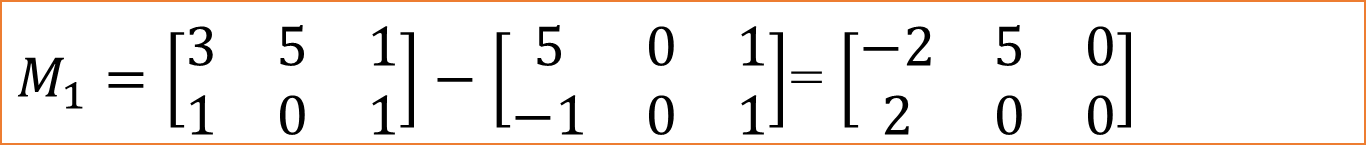 M₁ = [3 5 1] − [5 0 1] = [−2 5 0]
[1 0 1] [−1 0 1] [2 0 0]